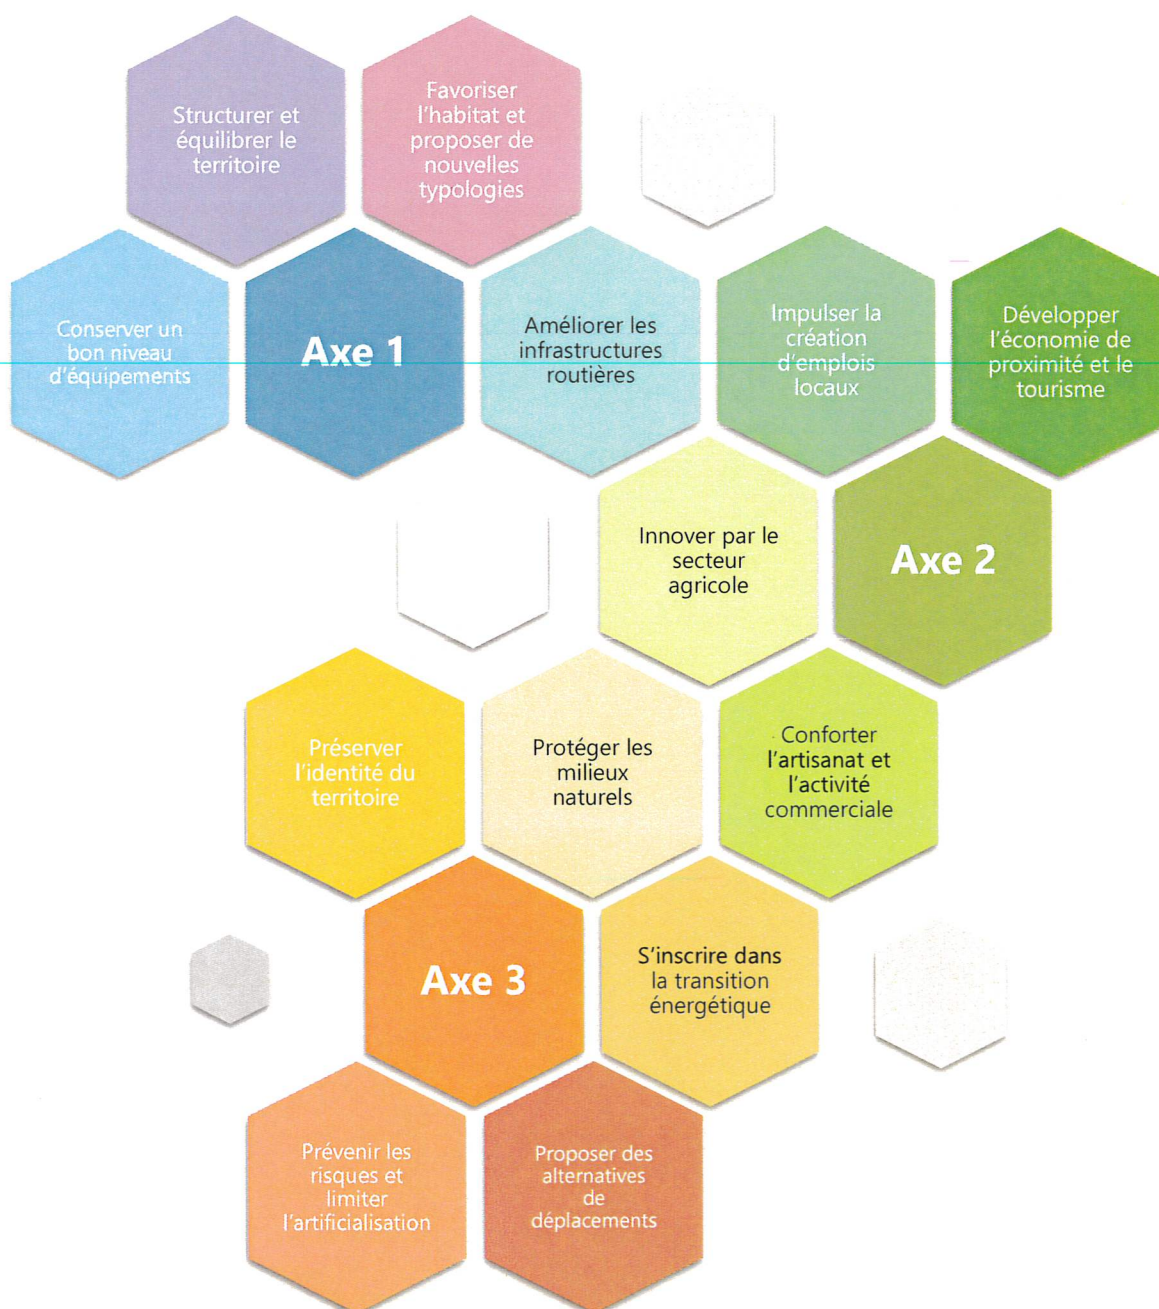 Structurer et
équilibrer le
territoire
Favoriser
l'habitat et
proposer de
nouvelles
typologies
Conserver un
bon niveau
d'équipements
Axe 1
Améliorer les
infrastructures
routières
Impulser la
création
d'emplois
locaux
Développer
l'économie de
proximité et le
tourisme
Innover par le
secteur
agricole
Axe 2
Préserver
l'identité du
territoire
Protéger les
milieux
naturels
Conforter
l'artisanat et
l'activité
commerciale
Axe 3
S'inscrire dans
la transition
énergétique
Prévenir les
risques et
limiter
l'artificialisation
Proposer des
alternatives
de
déplacements